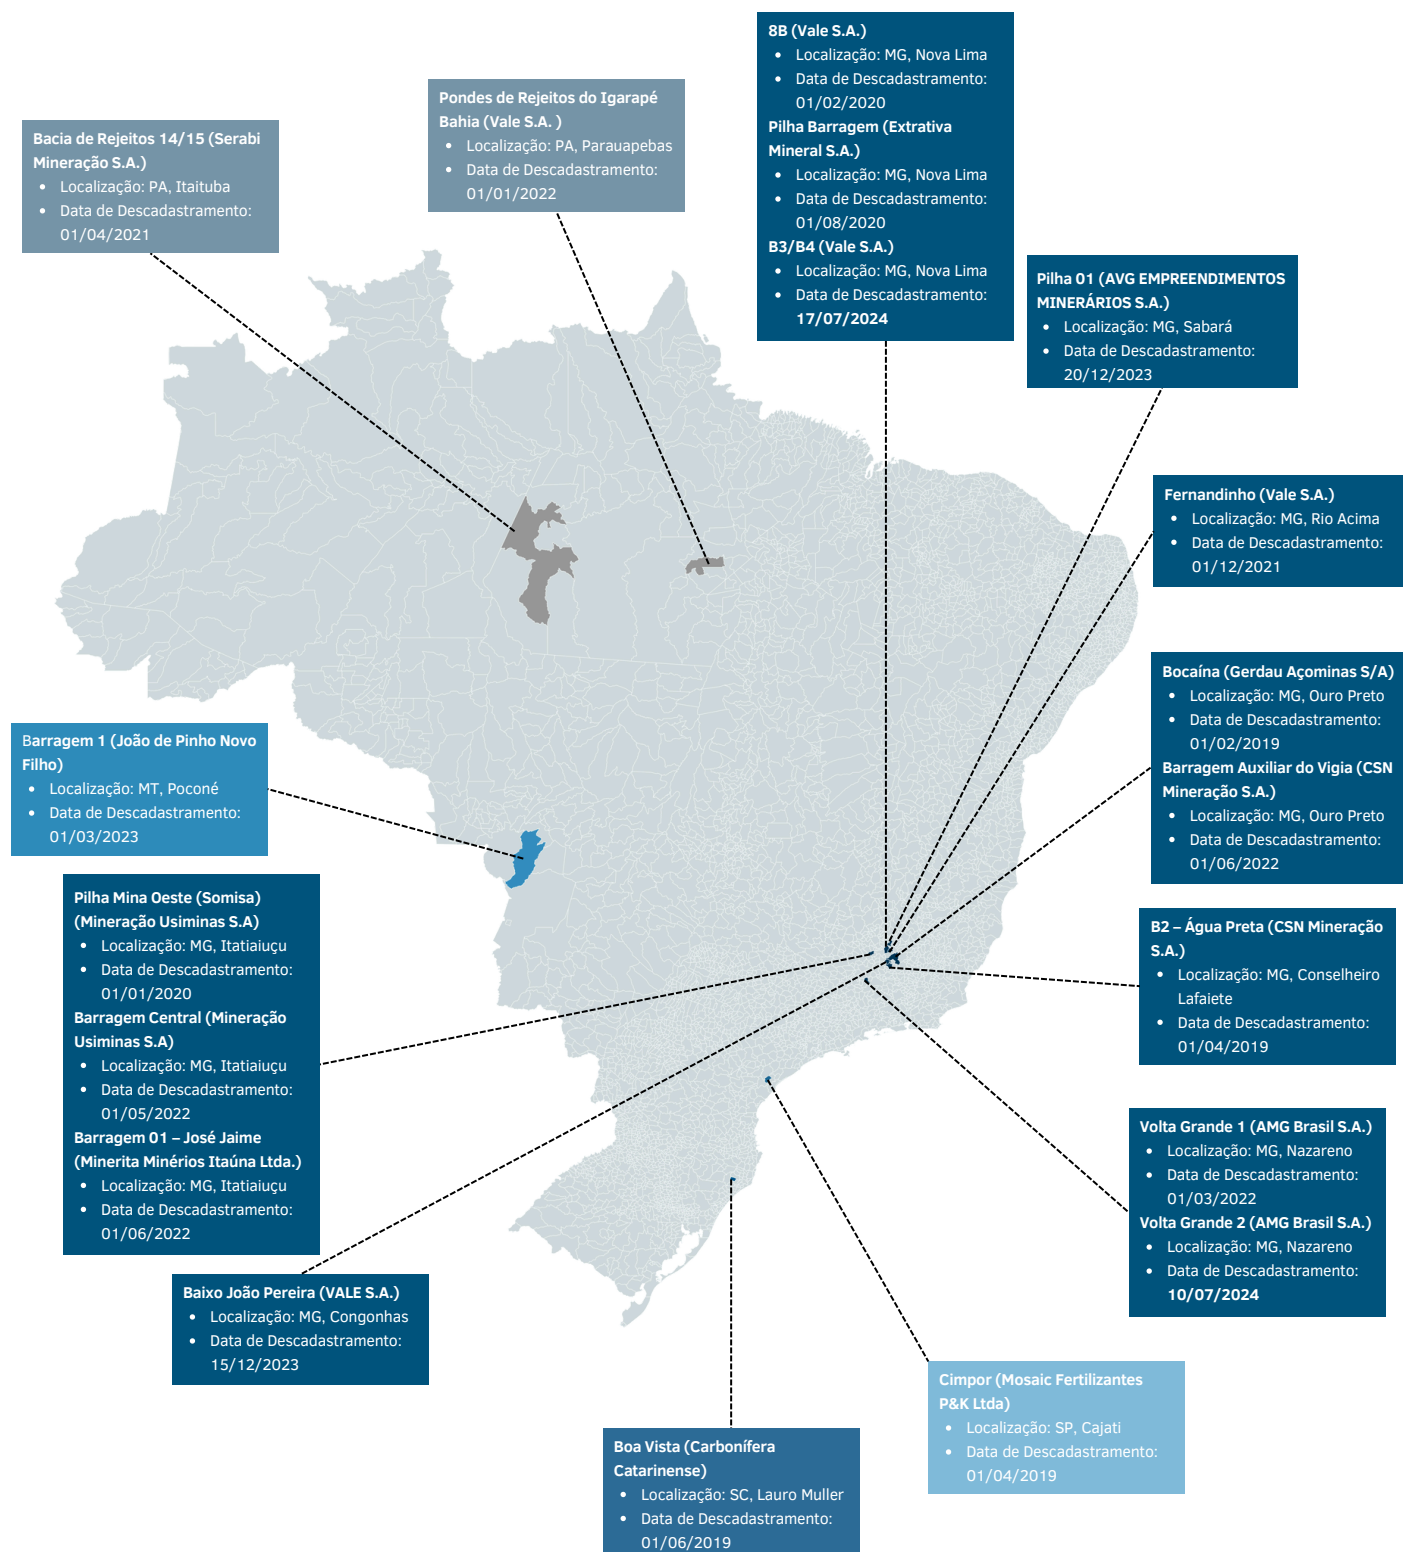 8B (Vale S.A.)
• Localização: MG, Nova Lima
• Data de Descadastramento:
01/02/2020
Pilha Barragem (Extrativa
Mineral S.A.)
• Localização: MG, Nova Lima
• Data de Descadastramento:
01/08/2020
B3/B4 (Vale S.A.)
• Localização: MG, Nova Lima
• Data de Descadastramento:
17/07/2024
Pondes de Rejeitos do Igarapé
Bahia (Vale S.A. )
• Localização: PA, Parauapebas
• Data de Descadastramento:
01/01/2022
Bacia de Rejeitos 14/15 (Serabi
Mineração S.A.)
• Localização: PA, Itaituba
• Data de Descadastramento:
01/04/2021
Pilha 01 (AVG EMPREENDIMENTOS
MINERÁRIOS S.A.)
• Localização: MG, Sabará
• Data de Descadastramento:
20/12/2023
Fernandinho (Vale S.A.)
• Localização: MG, Rio Acima
• Data de Descadastramento:
01/12/2021
Bocaína (Gerdau Açominas S/A)
• Localização: MG, Ouro Preto
• Data de Descadastramento:
01/02/2019
Barragem Auxiliar do Vigia (CSN
Mineração S.A.)
• Localização: MG, Ouro Preto
• Data de Descadastramento:
01/06/2022
Barragem 1 (João de Pinho Novo
Filho)
• Localização: MT, Poconé
• Data de Descadastramento:
01/03/2023
Pilha Mina Oeste (Somisa)
(Mineração Usiminas S.A)
• Localização: MG, Itatiaiuçu
• Data de Descadastramento:
01/01/2020
Barragem Central (Mineração
Usiminas S.A)
• Localização: MG, Itatiaiuçu
• Data de Descadastramento:
01/05/2022
Barragem 01 – José Jaime
(Minerita Minérios Itaúna Ltda.)
• Localização: MG, Itatiaiuçu
• Data de Descadastramento:
01/06/2022
B2 – Água Preta (CSN Mineração
S.A.)
• Localização: MG, Conselheiro
Lafaiete
• Data de Descadastramento:
01/04/2019
Volta Grande 1 (AMG Brasil S.A.)
• Localização: MG, Nazareno
• Data de Descadastramento:
01/03/2022
Volta Grande 2 (AMG Brasil S.A.)
• Localização: MG, Nazareno
• Data de Descadastramento:
10/07/2024
Baixo João Pereira (VALE S.A.)
• Localização: MG, Congonhas
• Data de Descadastramento:
15/12/2023
Cimpor (Mosaic Fertilizantes
P&K Ltda)
• Localização: SP, Cajati
• Data de Descadastramento:
01/04/2019
Boa Vista (Carbonífera
Catarinense)
• Localização: SC, Lauro Muller
• Data de Descadastramento:
01/06/2019